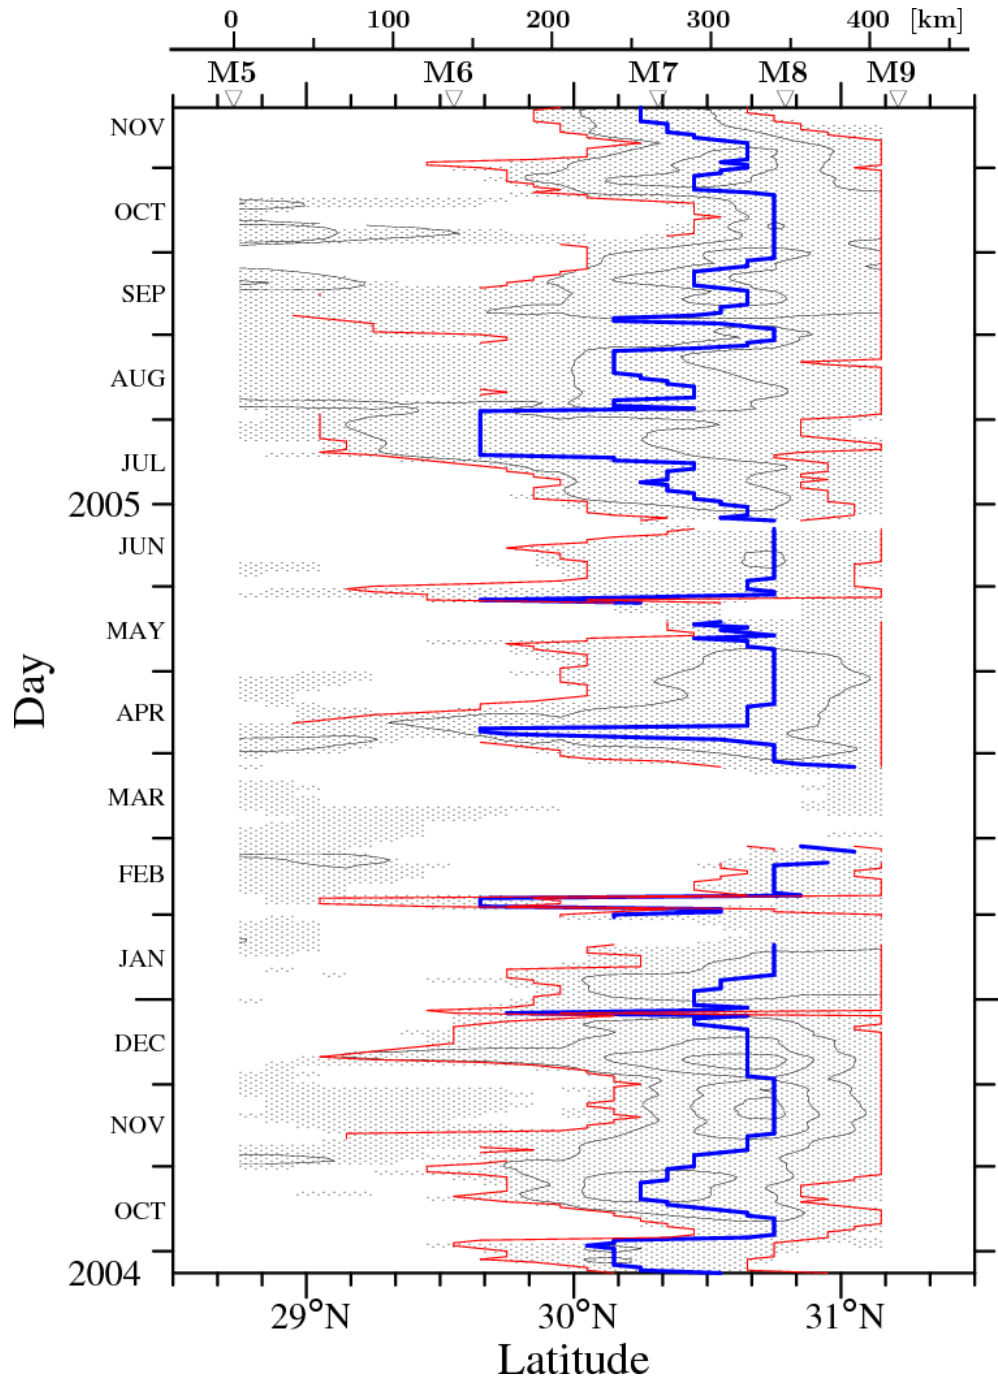 0 100 200 300 400 [km]
M5 M6 M7 M8 M9
NOV
OCT
SEP
AUG
JUL
2005
JUN
MAY
Day
APR
MAR
FEB
JAN
DEC
NOV
OCT
2004
29°N 30°N 31°N
Latitude